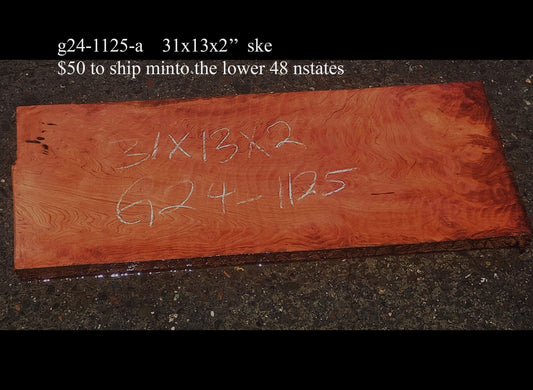 g24-1125-a 31x13x2” ske
$50 to ship minto the lower 48 nstates
31X13X2
G24-1125